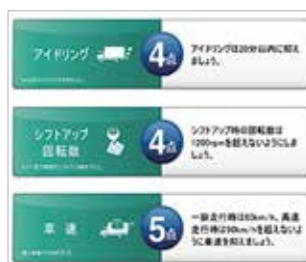 アイドリング
4点
アイドリングは20分以内に抑え
ましょう。
シフトアップ
回転数
4点
シフトアップ時の回転数は
1200rpmを超えないようにしま
しょう。
車速
5点
一般走行時は60km/h、高速
走行時は90km/hを超えないよ
うに車速を抑えましょう。